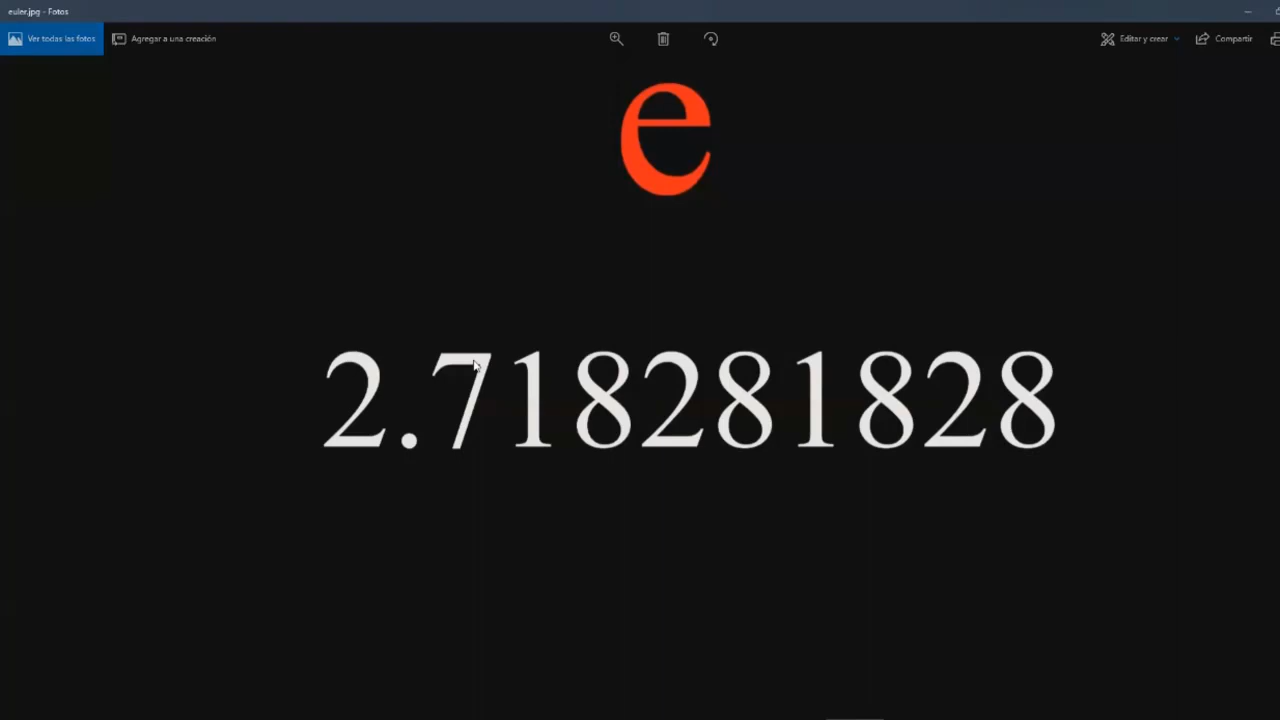 euler.jpg - Fotos
Ver todas las fotos Agregar a una creación Editar y crear Compartir
e
2.718281828